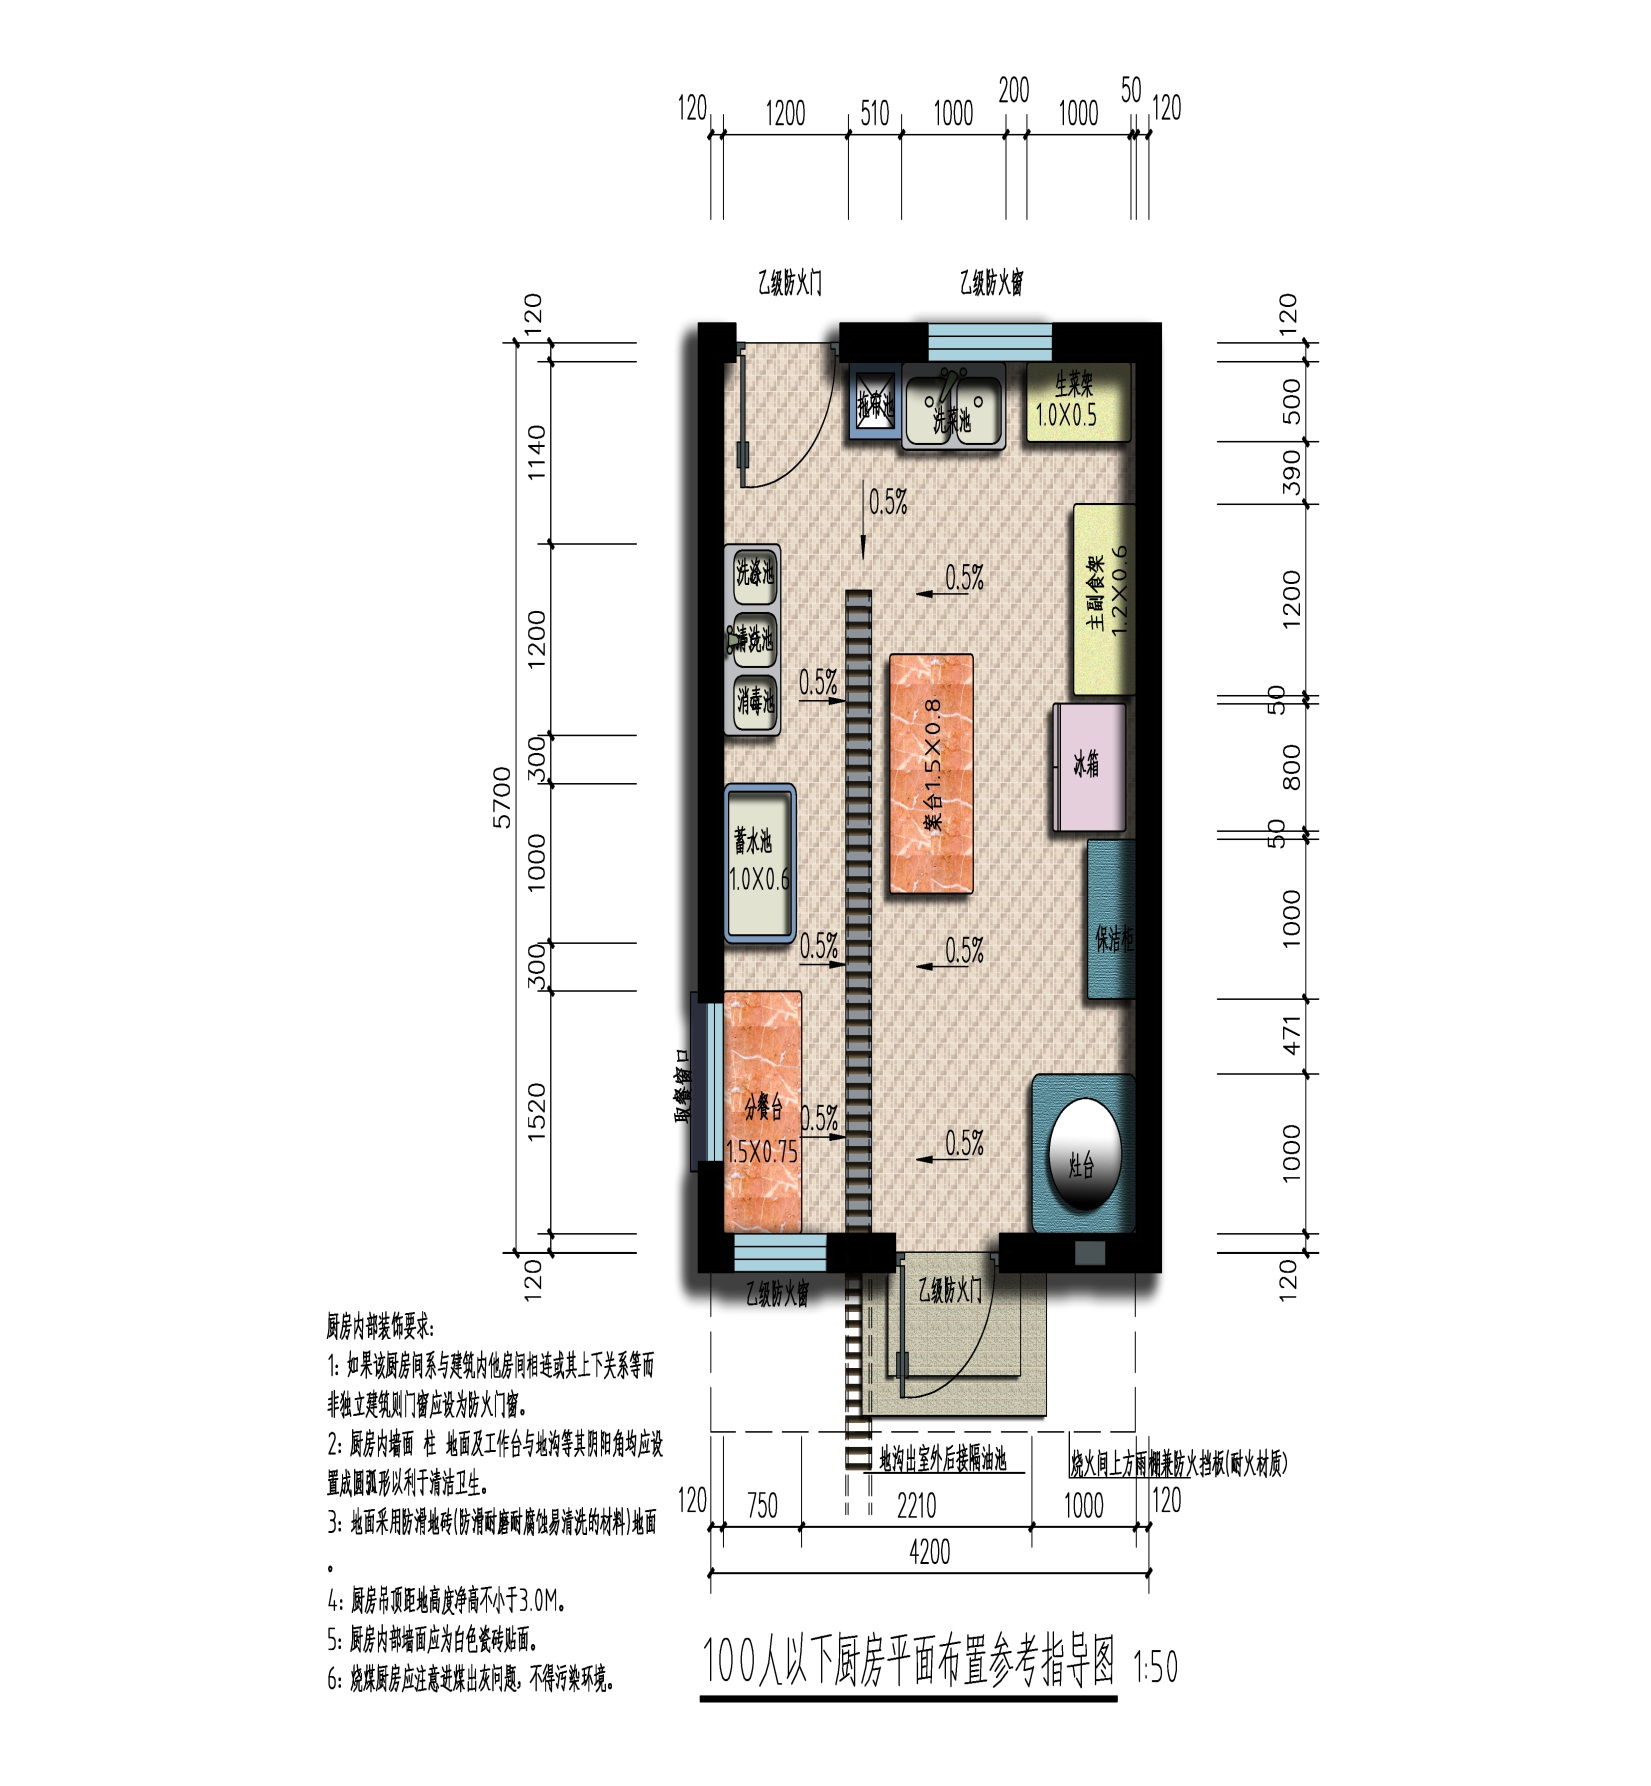 120
1200
510
1000
200
1000
50
120
乙级防火门
乙级防火窗
120
1140
1200
300
1000
300
1520
120
5700
120
500
390
1200
50
800
50
1000
471
1000
120
拖布池
洗菜池
生菜架
1.0X0.5
0.5%
0.5%
洗涤池
清洗池
消毒池
主副食架
1.2X0.6
0.5%
案台1.5X0.8
冰箱
蓄水池
1.0X0.6
0.5%
0.5%
保洁柜
取餐窗口
分餐台
1.5X0.75
0.5%
0.5%
灶台
乙级防火窗
乙级防火门
地沟出室外后接隔油池
烧火间上方雨棚兼防火挡板(耐火材质)
120
750
2210
1000
120
4200
厨房内部装饰要求:
1: 如果该厨房间系与建筑内他房间相连或其上下关系等而
非独立建筑则门窗应设为防火门窗。
2: 厨房内墙面 柱 地面及工作台与地沟等其阴阳角均应设
置成圆弧形以利于清洁卫生。
3: 地面采用防滑地砖(防滑耐磨耐腐蚀易清洗的材料)地面
。
4: 厨房吊顶距地高度净高不小于3.0M。
5: 厨房内部墙面应为白色瓷砖贴面。
6: 烧煤厨房应注意进煤出灰问题，不得污染环境。
100人以下厨房平面布置参考指导图 1:50